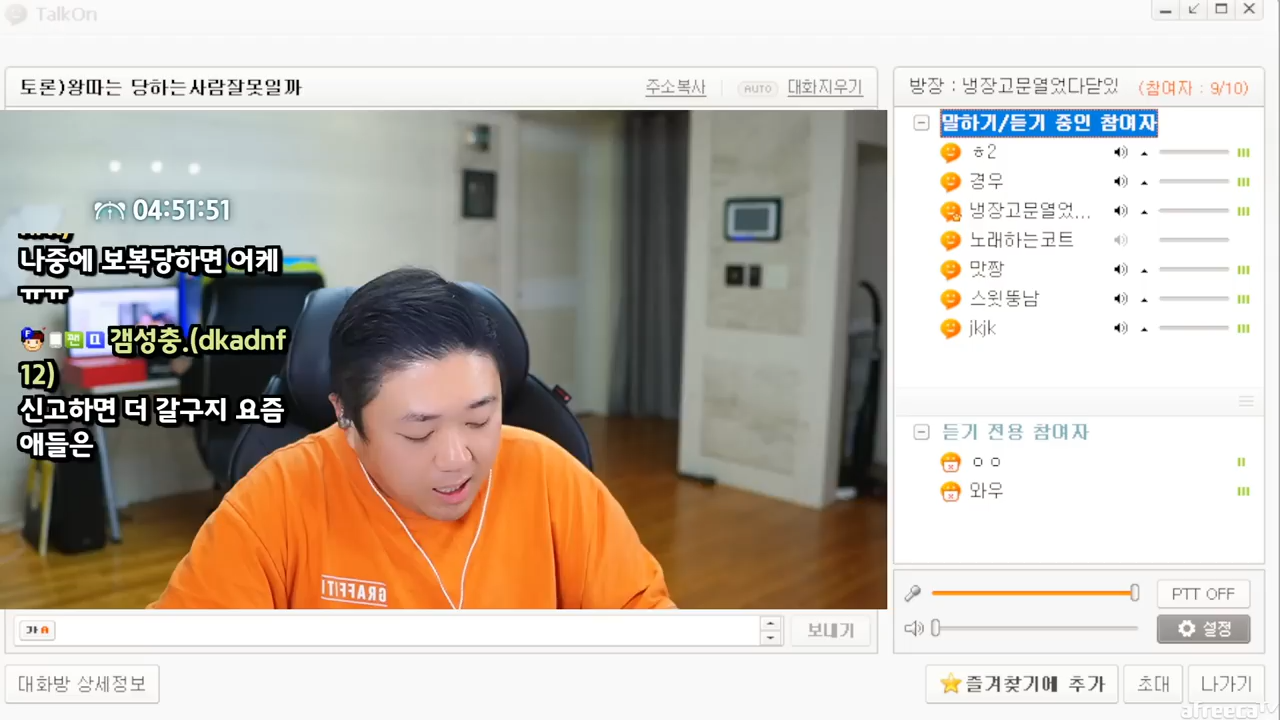 TalkOn
토론)왕따는 당하는사람잘못일까
주소복사
AUTO
대화지우기
방장 : 냉장고문열었다닫있
(참여자 : 9/10)
말하기/듣기 중인 참여자
ㅎ2
경우
냉장고문열었...
노래하는코트
맛짱
스윗뚱남
jkjk
듣기 전용 참여자
ㅇㅇ
와우
04:51:51
나중에 보복당하면 어케
ㅠㅠ
팬 갬성충.(dkadnf
12)
신고하면 더 갈구지 요즘
애들은
GRAFFITI
가A
보내기
PTT OFF
설정
대화방 상세정보
즐겨찾기에 추가
초대
나가기
afreecaTV